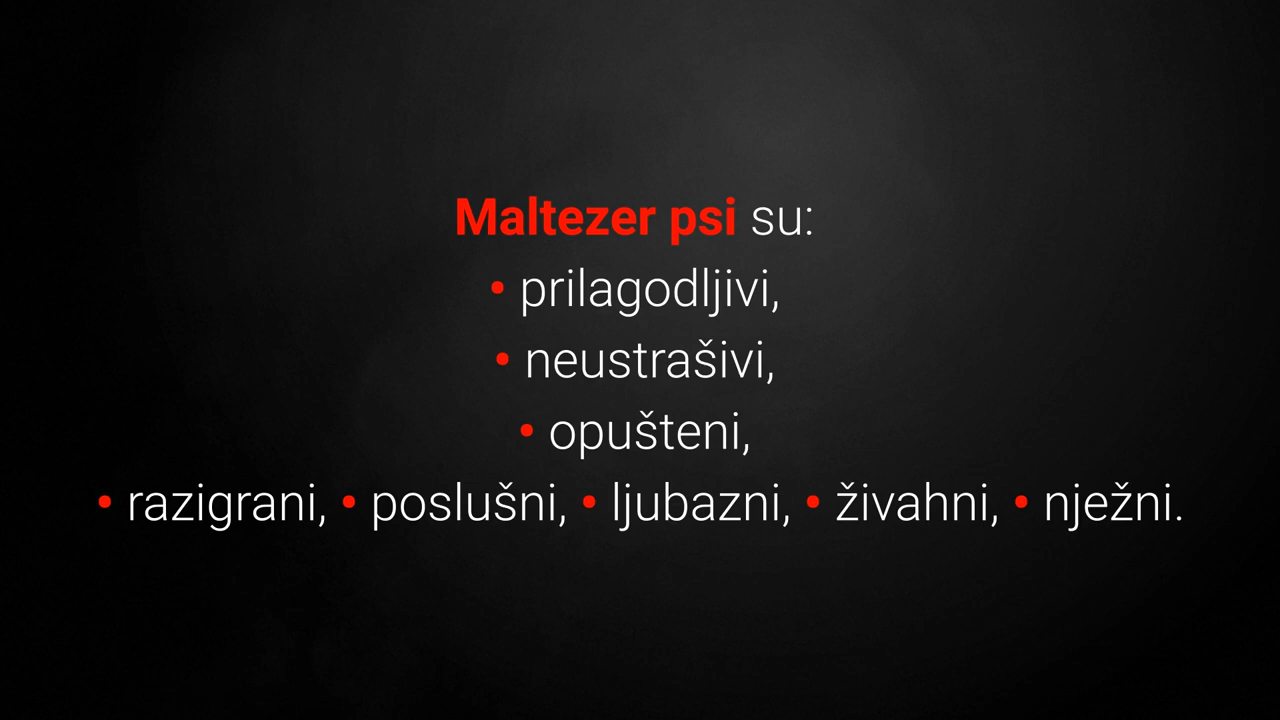 Maltezer psi su:
• prilagodljivi,
• neustrašivi,
• opušteni,
• razigrani, • poslušni, • ljubazni, • živahni, • nježni.